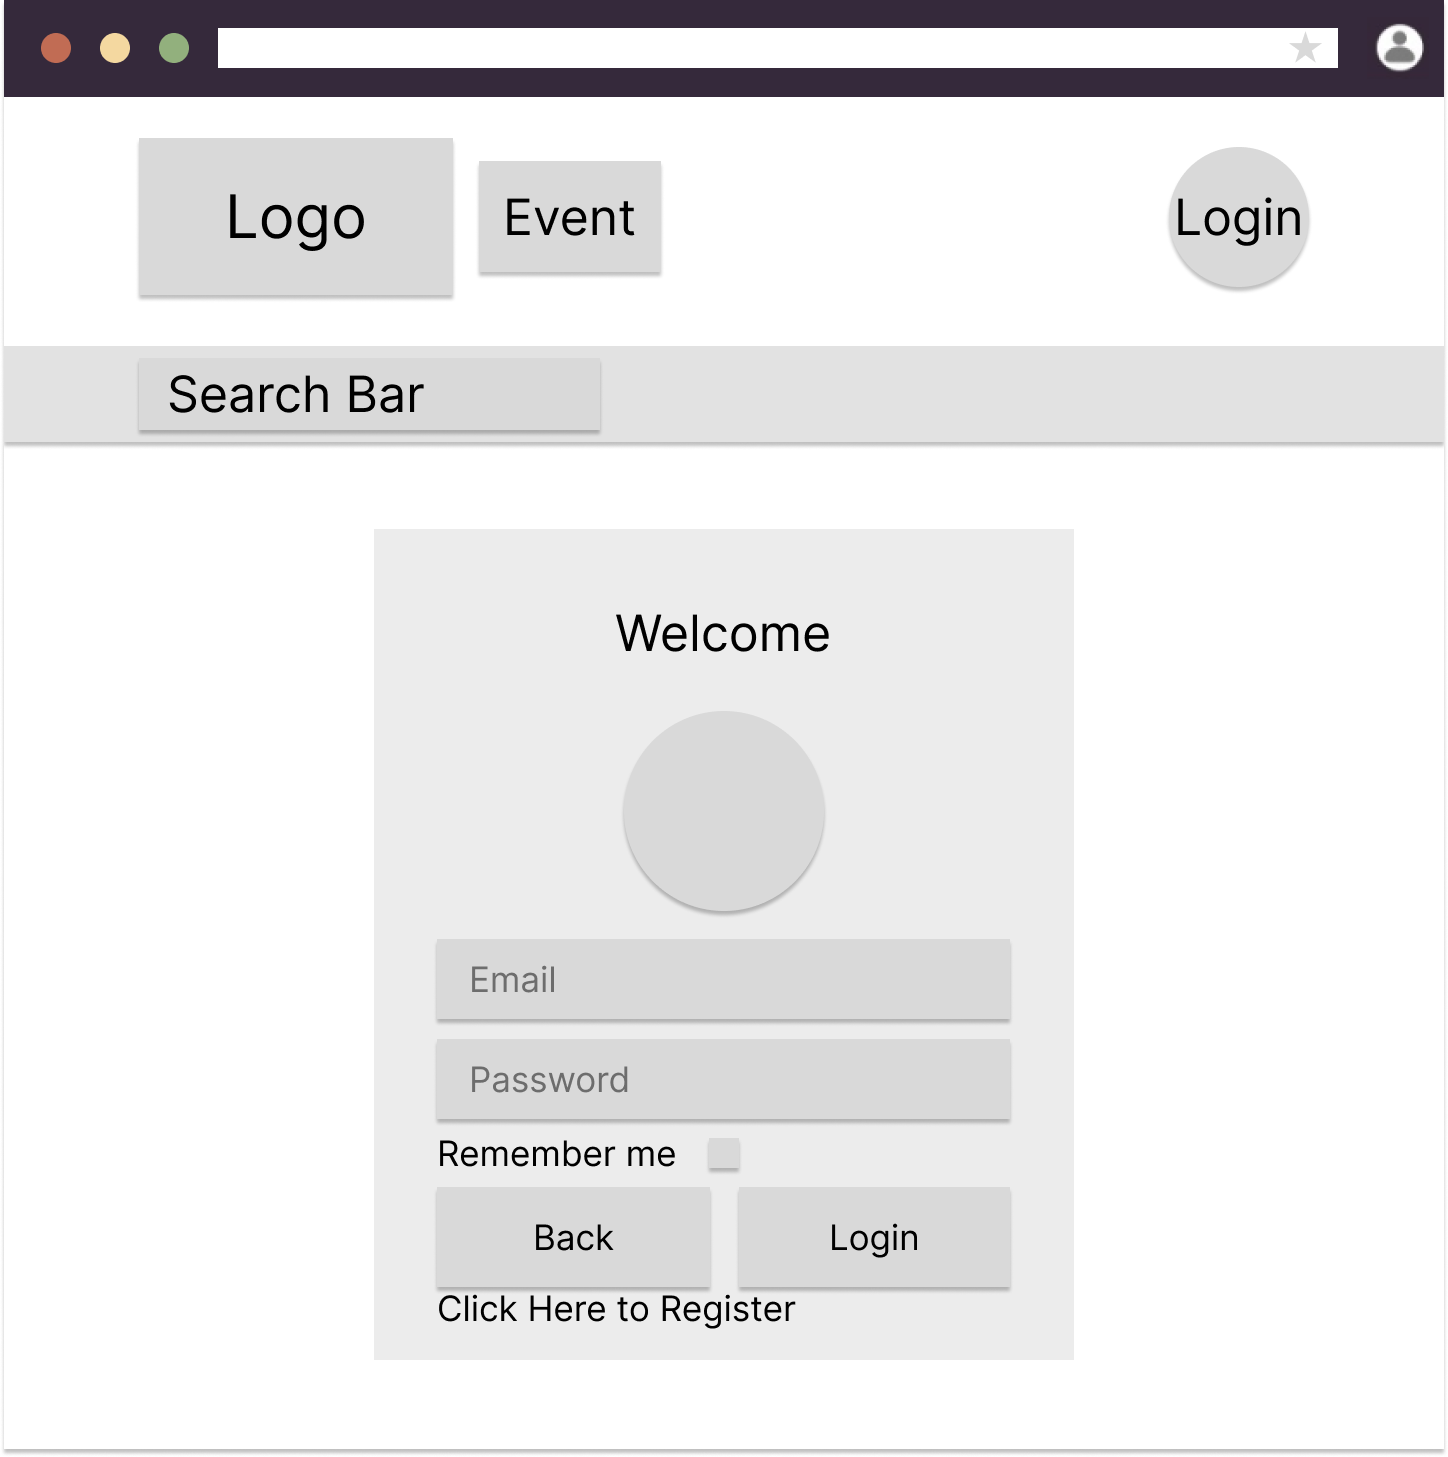 Logo
Event
Login
Search Bar
Welcome
Email
Password
Remember me
Back
Login
Click Here to Register